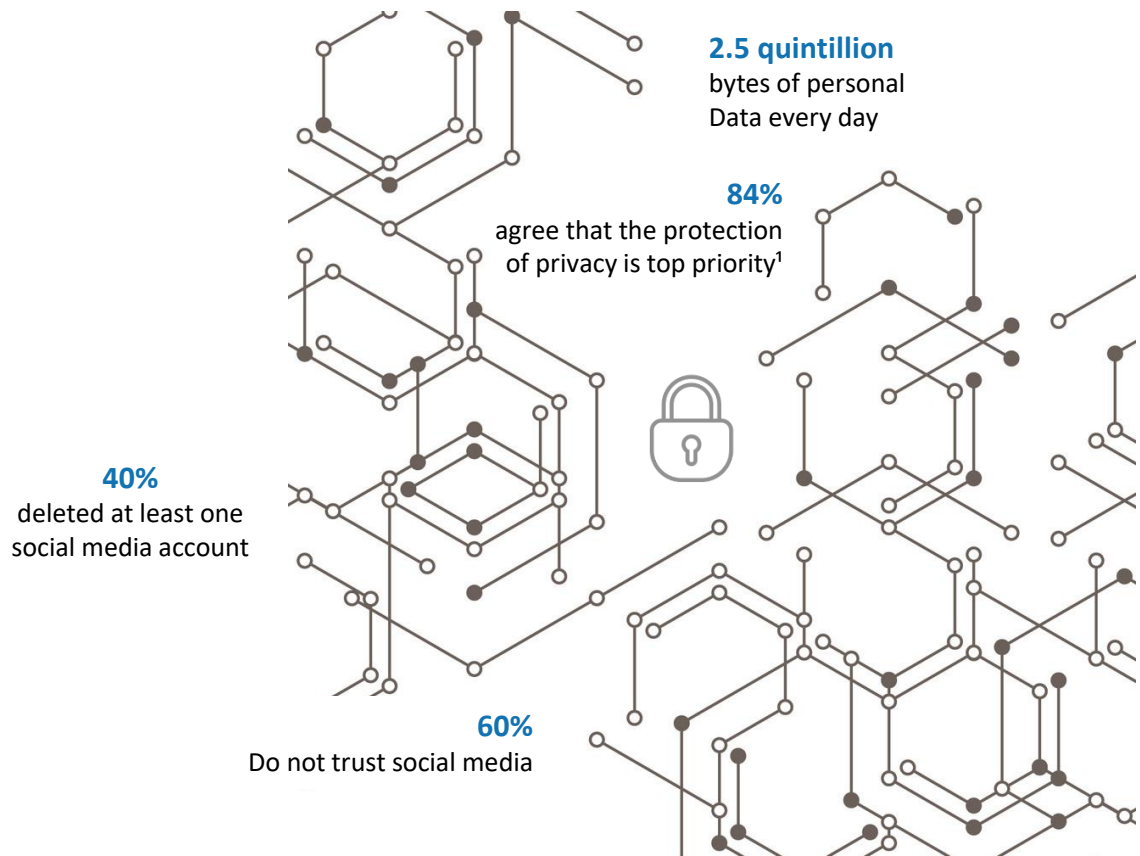 2.5 quintillion
bytes of personal
Data every day
84%
agree that the protection
of privacy is top priority¹
40%
deleted at least one
social media account
60%
Do not trust social media